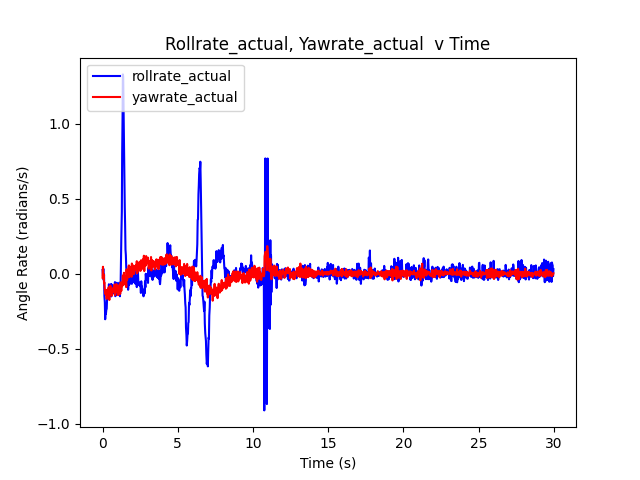 Rollrate_actual, Yawrate_actual  v Time
rollrate_actual
yawrate_actual
Angle Rate (radians/s)
1.0
0.5
0.0
−0.5
−1.0
0 5 10 15 20 25 30
Time (s)